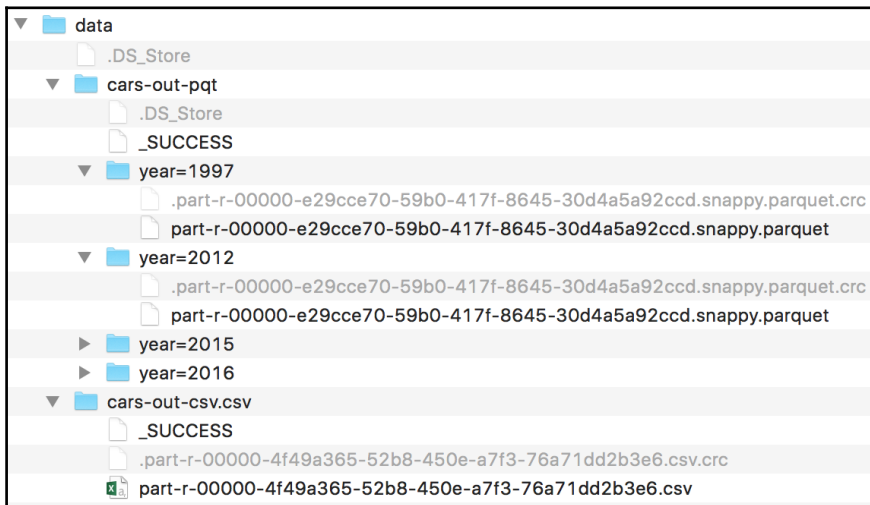 data
.DS_Store
cars-out-pqt
.DS_Store
_SUCCESS
year=1997
.part-r-00000-e29cce70-59b0-417f-8645-30d4a5a92ccd.snappy.parquet.crc
part-r-00000-e29cce70-59b0-417f-8645-30d4a5a92ccd.snappy.parquet
year=2012
.part-r-00000-e29cce70-59b0-417f-8645-30d4a5a92ccd.snappy.parquet.crc
part-r-00000-e29cce70-59b0-417f-8645-30d4a5a92ccd.snappy.parquet
year=2015
year=2016
cars-out-csv.csv
_SUCCESS
.part-r-00000-4f49a365-52b8-450e-a7f3-76a71dd2b3e6.csv.crc
part-r-00000-4f49a365-52b8-450e-a7f3-76a71dd2b3e6.csv